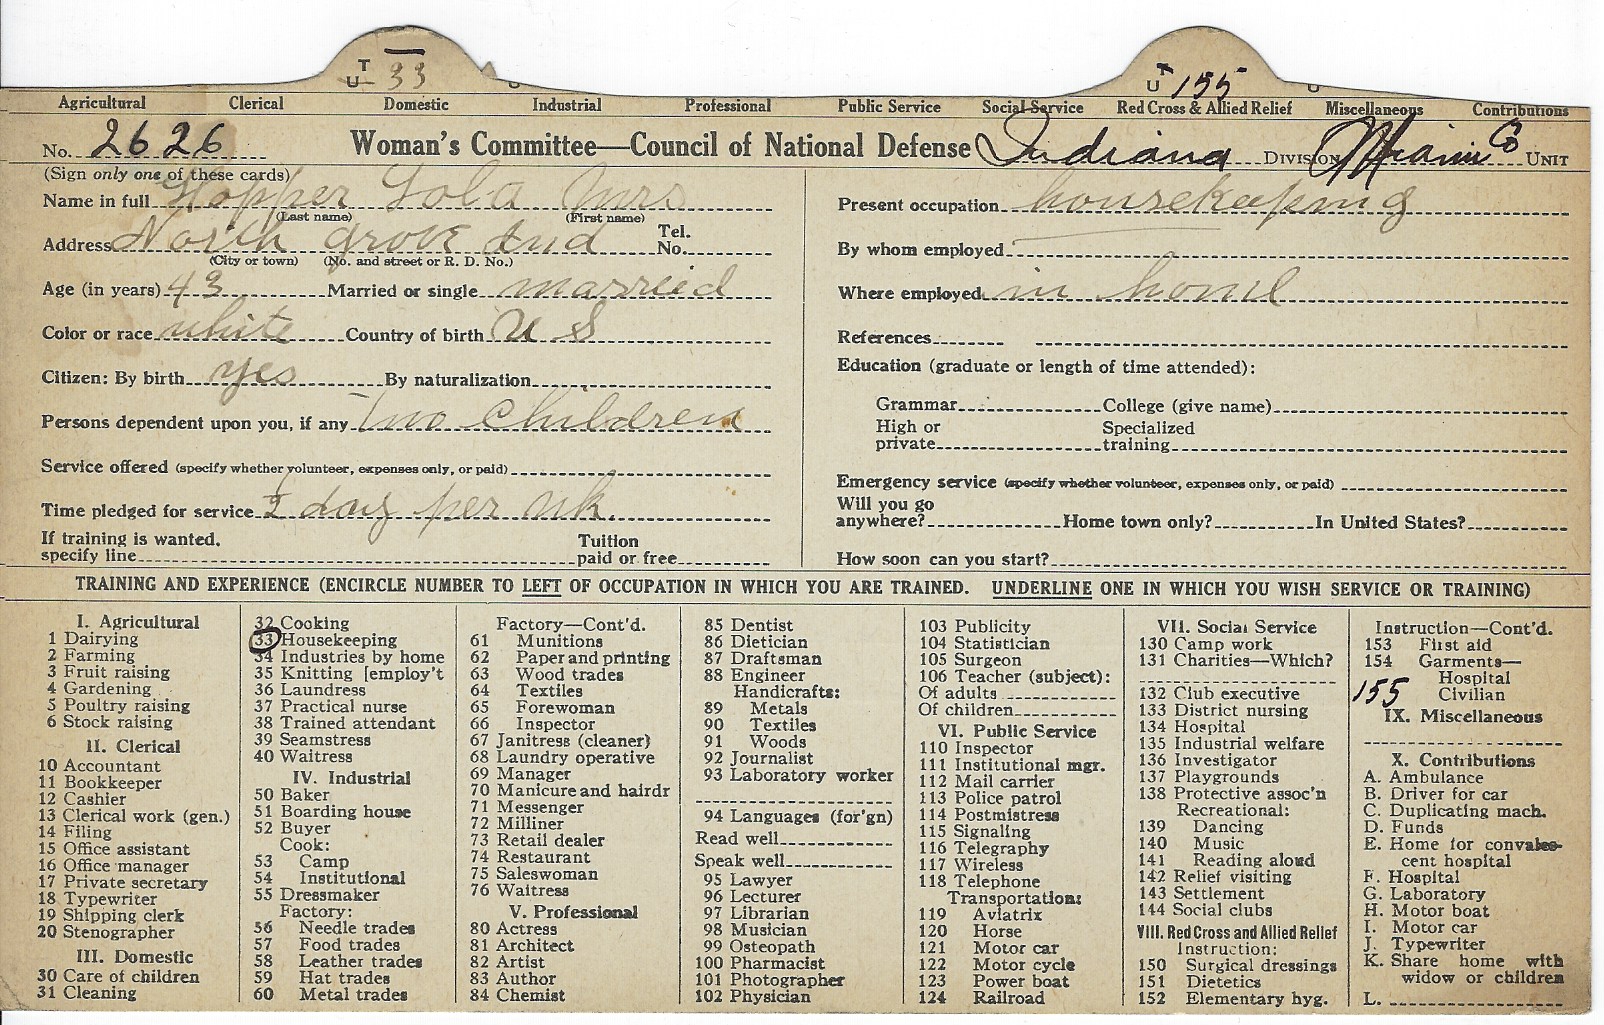 T
U 33
T
U 155
Agricultural Clerical Domestic Industrial Professional Public Service Social Service Red Cross & Allied Relief Miscellaneous Contributions
No. 2626 Woman's Committee—Council of National Defense Indiana DIVISION Miami Co UNIT
(Sign only one of these cards)
Name in full Hopper Lola Mrs
(Last name) (First name)
Address North Grove Ind Tel. No.
(City or town) (No. and street or R. D. No.)
Age (in years) 43 Married or single marreid
Color or race white Country of birth U S
Citizen: By birth yes By naturalization
Persons dependent upon you, if any Two Children
Service offered (specify whether volunteer, expenses only, or paid)
Time pledged for service ½ day per wk.
If training is wanted, specify line Tuition paid or free
Present occupation housekeeping
By whom employed
Where employed in home
References
Education (graduate or length of time attended):
Grammar College (give name)
High or private Specialized training
Emergency service (specify whether volunteer, expenses only, or paid)
Will you go anywhere? Home town only? In United States?
How soon can you start?
TRAINING AND EXPERIENCE (ENCIRCLE NUMBER TO LEFT OF OCCUPATION IN WHICH YOU ARE TRAINED. UNDERLINE ONE IN WHICH YOU WISH SERVICE OR TRAINING)
I. Agricultural
1 Dairying
2 Farming
3 Fruit raising
4 Gardening
5 Poultry raising
6 Stock raising
II. Clerical
10 Accountant
11 Bookkeeper
12 Cashier
13 Clerical work (gen.)
14 Filing
15 Office assistant
16 Office manager
17 Private secretary
18 Typewriter
19 Shipping clerk
20 Stenographer
III. Domestic
30 Care of children
31 Cleaning
32 Cooking
33 Housekeeping
34 Industries by home
35 Knitting [employ't
36 Laundress
37 Practical nurse
38 Trained attendant
39 Seamstress
40 Waitress
IV. Industrial
50 Baker
51 Boarding house
52 Buyer
Cook:
53 Camp
54 Institutional
55 Dressmaker
Factory:
56 Needle trades
57 Food trades
58 Leather trades
59 Hat trades
60 Metal trades
Factory—Cont'd.
61 Munitions
62 Paper and printing
63 Wood trades
64 Textiles
65 Forewoman
66 Inspector
67 Janitress (cleaner)
68 Laundry operative
69 Manager
70 Manicure and hairdr
71 Messenger
72 Milliner
73 Retail dealer
74 Restaurant
75 Saleswoman
76 Waitress
V. Professional
80 Actress
81 Architect
82 Artist
83 Author
84 Chemist
85 Dentist
86 Dietician
87 Draftsman
88 Engineer
Handicrafts:
89 Metals
90 Textiles
91 Woods
92 Journalist
93 Laboratory worker
94 Languages (for'gn)
Read well
Speak well
95 Lawyer
96 Lecturer
97 Librarian
98 Musician
99 Osteopath
100 Pharmacist
101 Photographer
102 Physician
103 Publicity
104 Statistician
105 Surgeon
106 Teacher (subject):
Of adults
Of children
VI. Public Service
110 Inspector
111 Institutional mgr.
112 Mail carrier
113 Police patrol
114 Postmistress
115 Signaling
116 Telegraphy
117 Wireless
118 Telephone
Transportation:
119 Aviatrix
120 Horse
121 Motor car
122 Motor cycle
123 Power boat
124 Railroad
VII. Social Service
130 Camp work
131 Charities—Which?
132 Club executive
133 District nursing
134 Hospital
135 Industrial welfare
136 Investigator
137 Playgrounds
138 Protective assoc'n
Recreational:
139 Dancing
140 Music
141 Reading aloud
142 Relief visiting
143 Settlement
144 Social clubs
VIII. Red Cross and Allied Relief
Instruction:
150 Surgical dressings
151 Dietetics
152 Elementary hyg.
Instruction—Cont'd.
153 First aid
154 Garments—
Hospital
155 Civilian
IX. Miscellaneous
X. Contributions
A. Ambulance
B. Driver for car
C. Duplicating mach.
D. Funds
E. Home for convales-
cent hospital
F. Hospital
G. Laboratory
H. Motor boat
I. Motor car
J. Typewriter
K. Share home with
widow or children
L.